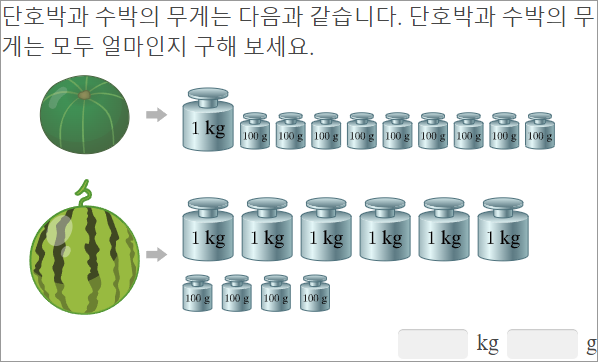 단호박과 수박의 무게는 다음과 같습니다. 단호박과 수박의 무
게는 모두 얼마인지 구해 보세요.
1 kg 100 g 100 g 100 g 100 g 100 g 100 g 100 g 100 g 100 g
1 kg 1 kg 1 kg 1 kg 1 kg 1 kg
100 g 100 g 100 g 100 g
kg g